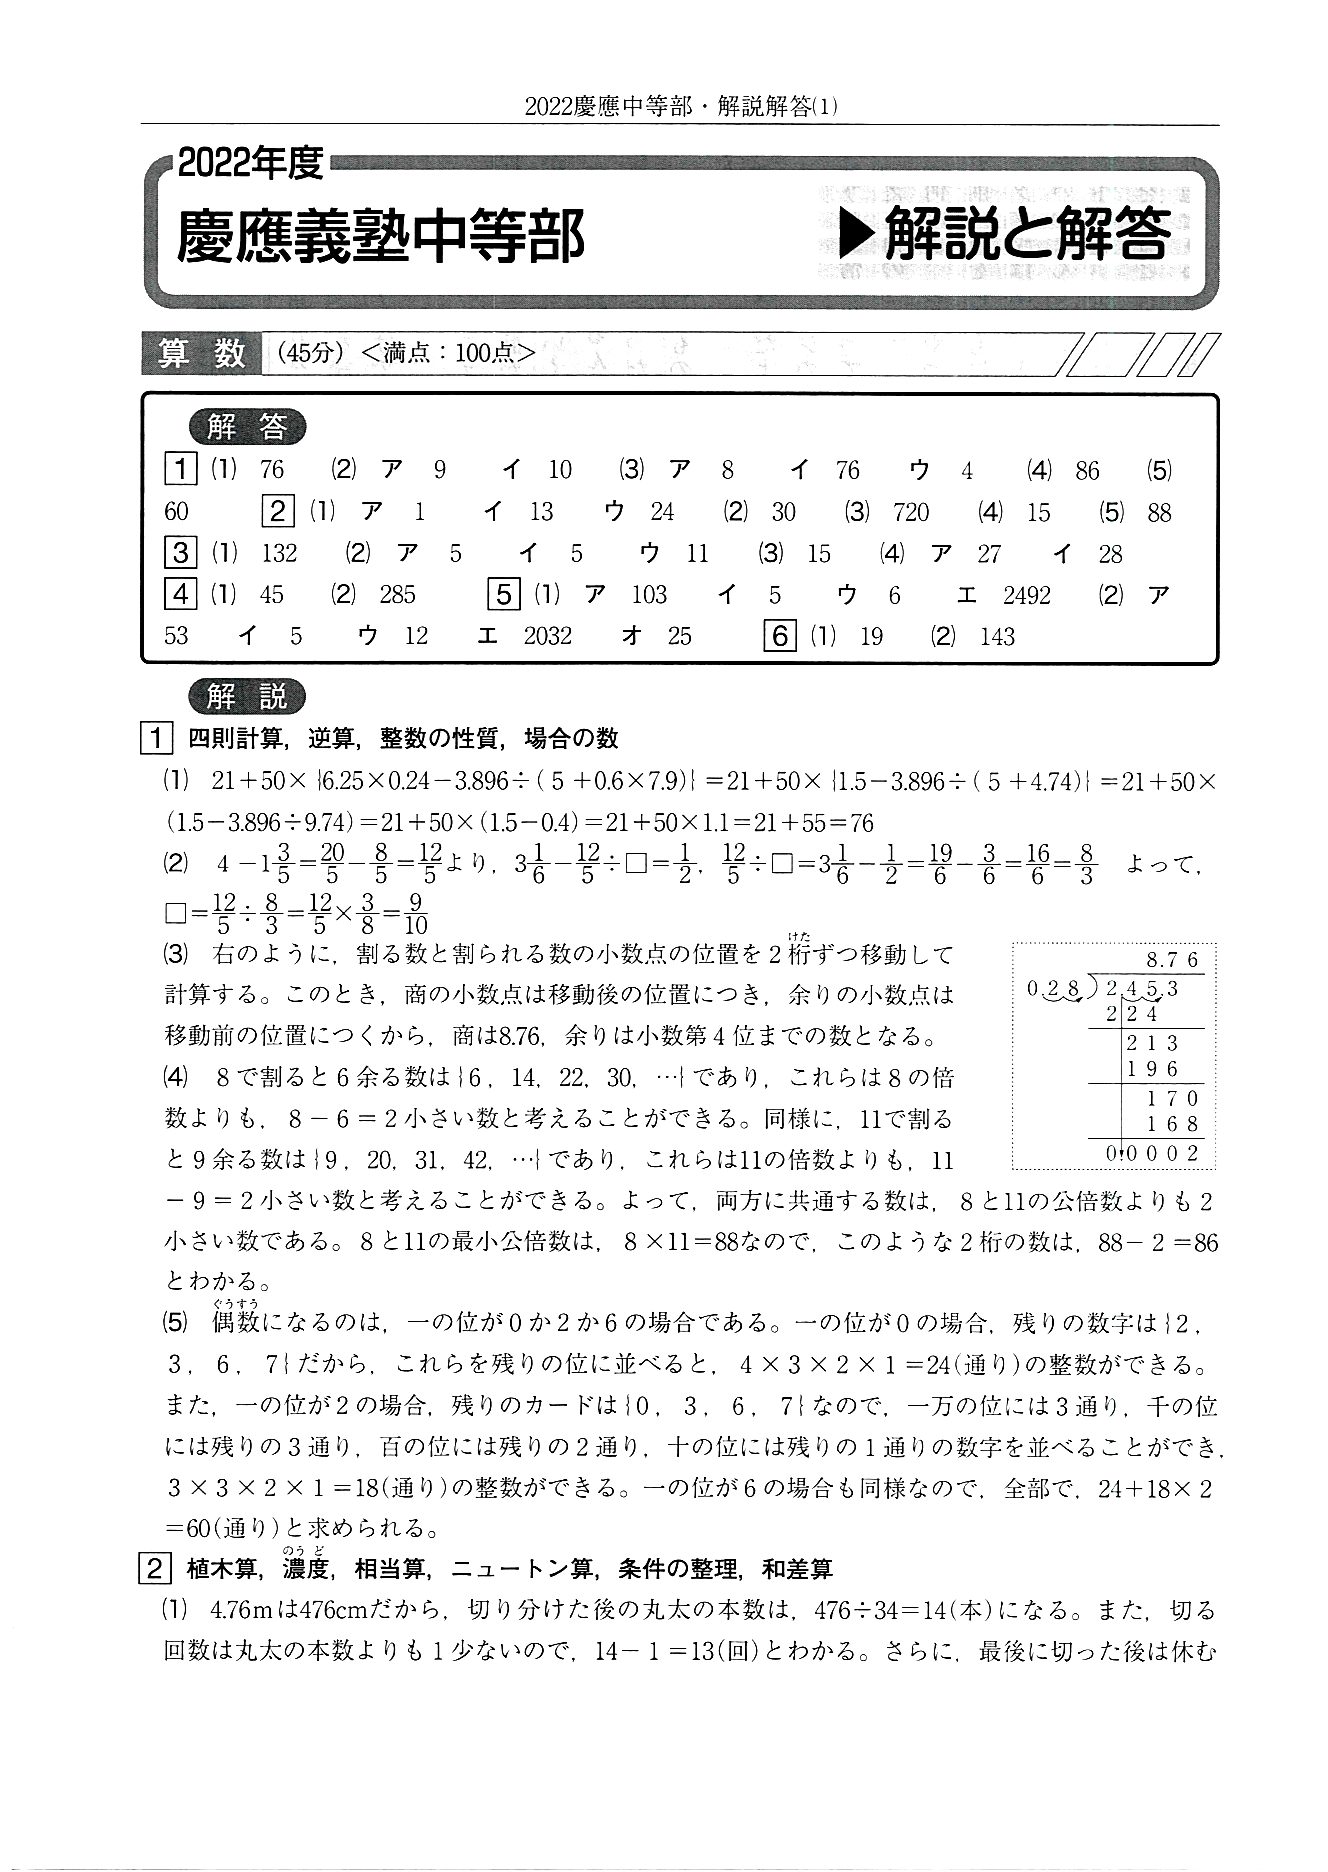 2022慶應中等部・解説解答(1)
2022年度
慶應義塾中等部 ▶解説と解答
算数 (45分) ＜満点：100点＞
解答
1 (1) 76 (2) ア 9 イ 10 (3) ア 8 イ 76 ウ 4 (4) 86 (5)
60 2 (1) ア 1 イ 13 ウ 24 (2) 30 (3) 720 (4) 15 (5) 88
3 (1) 132 (2) ア 5 イ 5 ウ 11 (3) 15 (4) ア 27 イ 28
4 (1) 45 (2) 285 5 (1) ア 103 イ 5 ウ 6 エ 2492 (2) ア
53 イ 5 ウ 12 エ 2032 オ 25 6 (1) 19 (2) 143
解説
1 四則計算，逆算，整数の性質，場合の数
(1) 21＋50×{6.25×0.24－3.896÷(5＋0.6×7.9)}＝21＋50×{1.5－3.896÷(5＋4.74)}＝21＋50×
(1.5－3.896÷9.74)＝21＋50×(1.5－0.4)＝21＋50×1.1＝21＋55＝76
(2) 4－1 3/5＝20/5－8/5＝12/5より，3 1/6－12/5÷□＝1/2，12/5÷□＝3 1/6－1/2＝19/6－3/6＝16/6＝8/3 よって，
□＝12/5÷8/3＝12/5×3/8＝9/10
けた
(3) 右のように，割る数と割られる数の小数点の位置を2桁ずつ移動して
計算する。このとき，商の小数点は移動後の位置につき，余りの小数点は
移動前の位置につくから，商は8.76，余りは小数第4位までの数となる。
8.76
0.28)2.45.3
2 24
213
196
170
168
0.0002
(4) 8で割ると6余る数は{6，14，22，30，…}であり，これらは8の倍
数よりも，8－6＝2小さい数と考えることができる。同様に，11で割る
と9余る数は{9，20，31，42，…}であり，これらは11の倍数よりも，11
－9＝2小さい数と考えることができる。よって，両方に共通する数は，8と11の公倍数よりも2
小さい数である。8と11の最小公倍数は，8×11＝88なので，このような2桁の数は，88－2＝86
とわかる。
ぐうすう
(5) 偶数になるのは，一の位が0か2か6の場合である。一の位が0の場合，残りの数字は{2，
3，6，7}だから，これらを残りの位に並べると，4×3×2×1＝24(通り)の整数ができる。
また，一の位が2の場合，残りのカードは{0，3，6，7}なので，一万の位には3通り，千の位
には残りの3通り，百の位には残りの2通り，十の位には残りの1通りの数字を並べることができ，
3×3×2×1＝18(通り)の整数ができる。一の位が6の場合も同様なので，全部で，24＋18×2
＝60(通り)と求められる。
のうど
2 植木算，濃度，相当算，ニュートン算，条件の整理，和差算
(1) 4.76mは476cmだから，切り分けた後の丸太の本数は，476÷34＝14(本)になる。また，切る
回数は丸太の本数よりも1少ないので，14－1＝13(回)とわかる。さらに，最後に切った後は休む